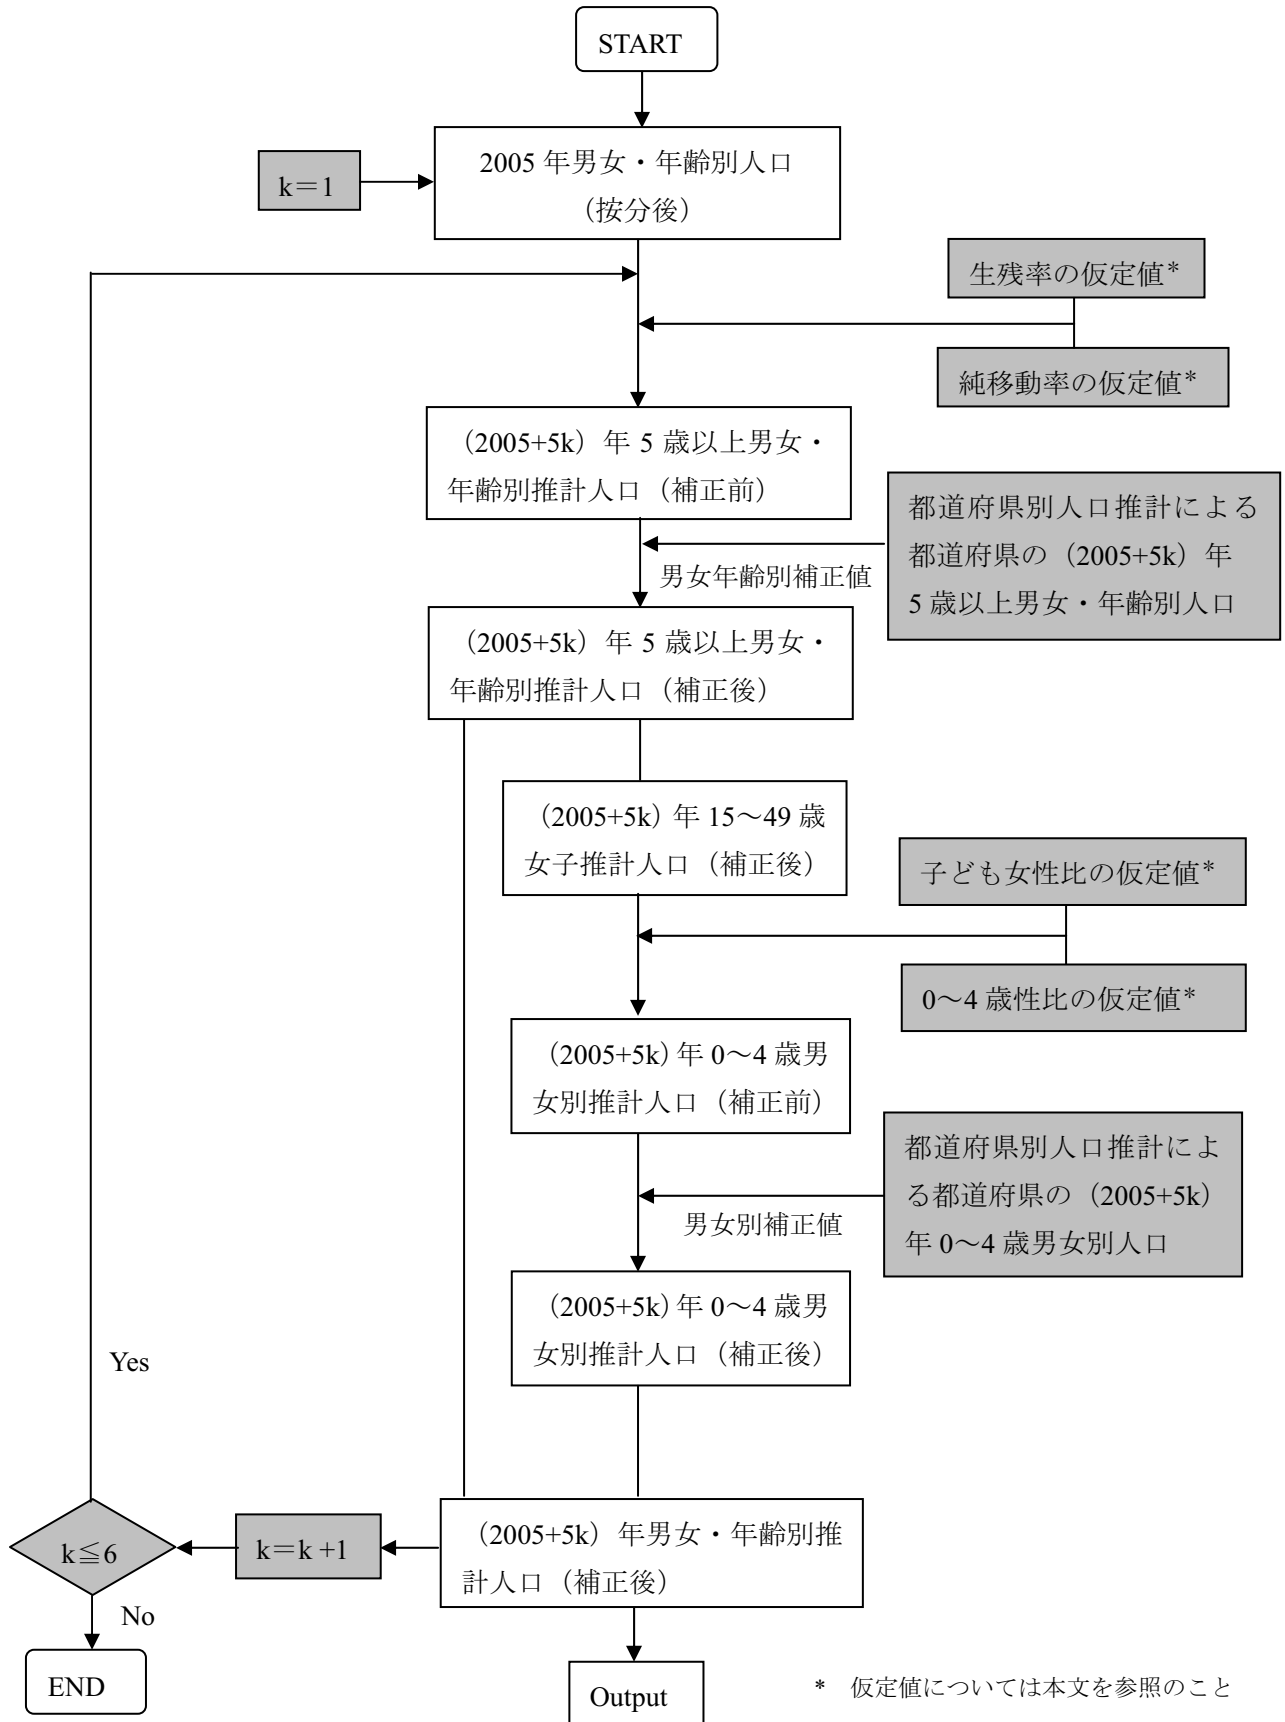 START
2005 年男女・年齢別人口
（按分後）
k＝1
生残率の仮定値*
純移動率の仮定値*
（2005+5k）年 5 歳以上男女・
年齢別推計人口（補正前）
都道府県別人口推計による
都道府県の（2005+5k）年
5 歳以上男女・年齢別人口
男女年齢別補正値
（2005+5k）年 5 歳以上男女・
年齢別推計人口（補正後）
（2005+5k）年 15～49 歳
女子推計人口（補正後）
子ども女性比の仮定値*
0～4 歳性比の仮定値*
（2005+5k）年 0～4 歳男
女別推計人口（補正前）
都道府県別人口推計によ
る都道府県の（2005+5k）
年 0～4 歳男女別人口
男女別補正値
（2005+5k）年 0～4 歳男
女別推計人口（補正後）
Yes
（2005+5k）年男女・年齢別推
計人口（補正後）
k＝k +1
k≦6
No
END
Output
* 仮定値については本文を参照のこと